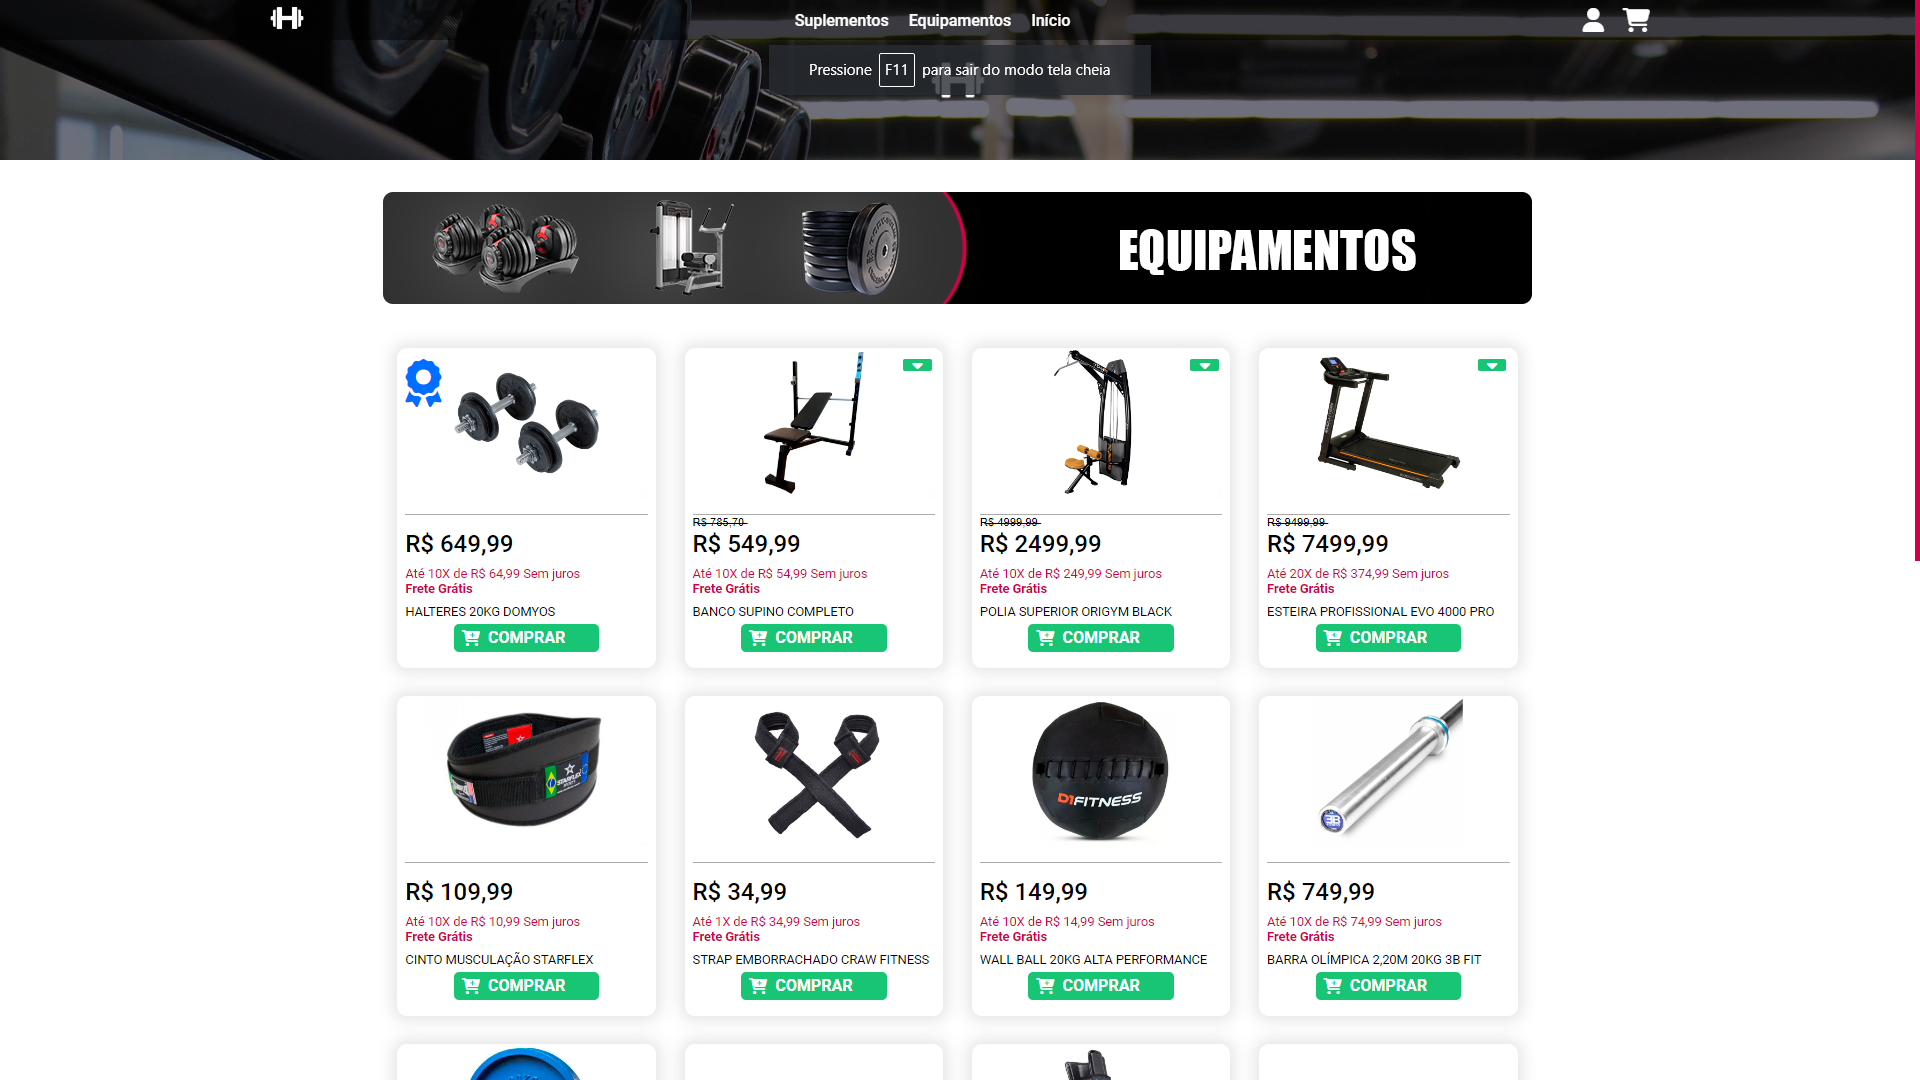 Suplementos Equipamentos Início
Pressione F11 para sair do modo tela cheia
EQUIPAMENTOS
R$ 649,99
Até 10X de R$ 64,99 Sem juros
Frete Grátis
HALTERES 20KG DOMYOS
COMPRAR
R$ 785,70
R$ 549,99
Até 10X de R$ 54,99 Sem juros
Frete Grátis
BANCO SUPINO COMPLETO
COMPRAR
R$ 4999,99
R$ 2499,99
Até 10X de R$ 249,99 Sem juros
Frete Grátis
POLIA SUPERIOR ORIGYM BLACK
COMPRAR
R$ 9499,99
R$ 7499,99
Até 20X de R$ 374,99 Sem juros
Frete Grátis
ESTEIRA PROFISSIONAL EVO 4000 PRO
COMPRAR
STARFLEX
R$ 109,99
Até 10X de R$ 10,99 Sem juros
Frete Grátis
CINTO MUSCULAÇÃO STARFLEX
COMPRAR
R$ 34,99
Até 1X de R$ 34,99 Sem juros
Frete Grátis
STRAP EMBORRACHADO CRAW FITNESS
COMPRAR
D1FITNESS
R$ 149,99
Até 10X de R$ 14,99 Sem juros
Frete Grátis
WALL BALL 20KG ALTA PERFORMANCE
COMPRAR
3B
R$ 749,99
Até 10X de R$ 74,99 Sem juros
Frete Grátis
BARRA OLÍMPICA 2,20M 20KG 3B FIT
COMPRAR